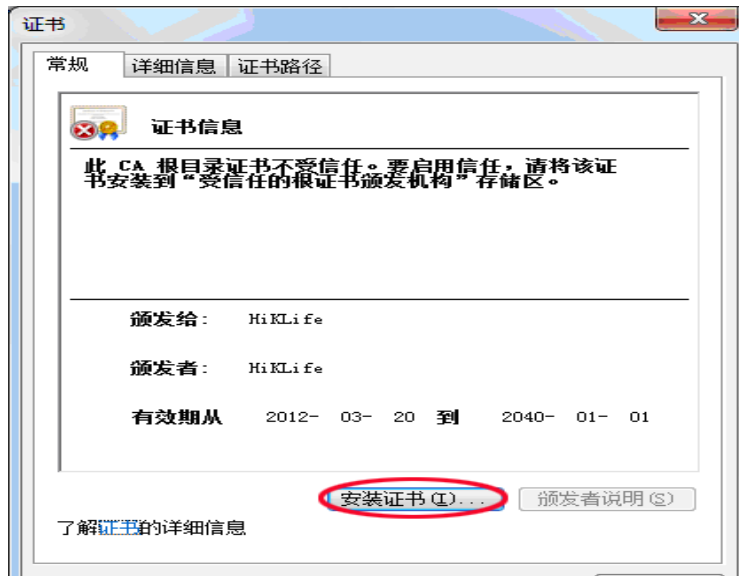 证书
常规 详细信息 证书路径
证书信息
此 CA 根目录证书不受信任。要启用信任，请将该证
书安装到“受信任的根证书颁发机构”存储区。
颁发给： HiKLife
颁发者： HiKLife
有效期从 2012- 03- 20 到 2040- 01- 01
安装证书(I)... 颁发者说明(S)
了解证书的详细信息